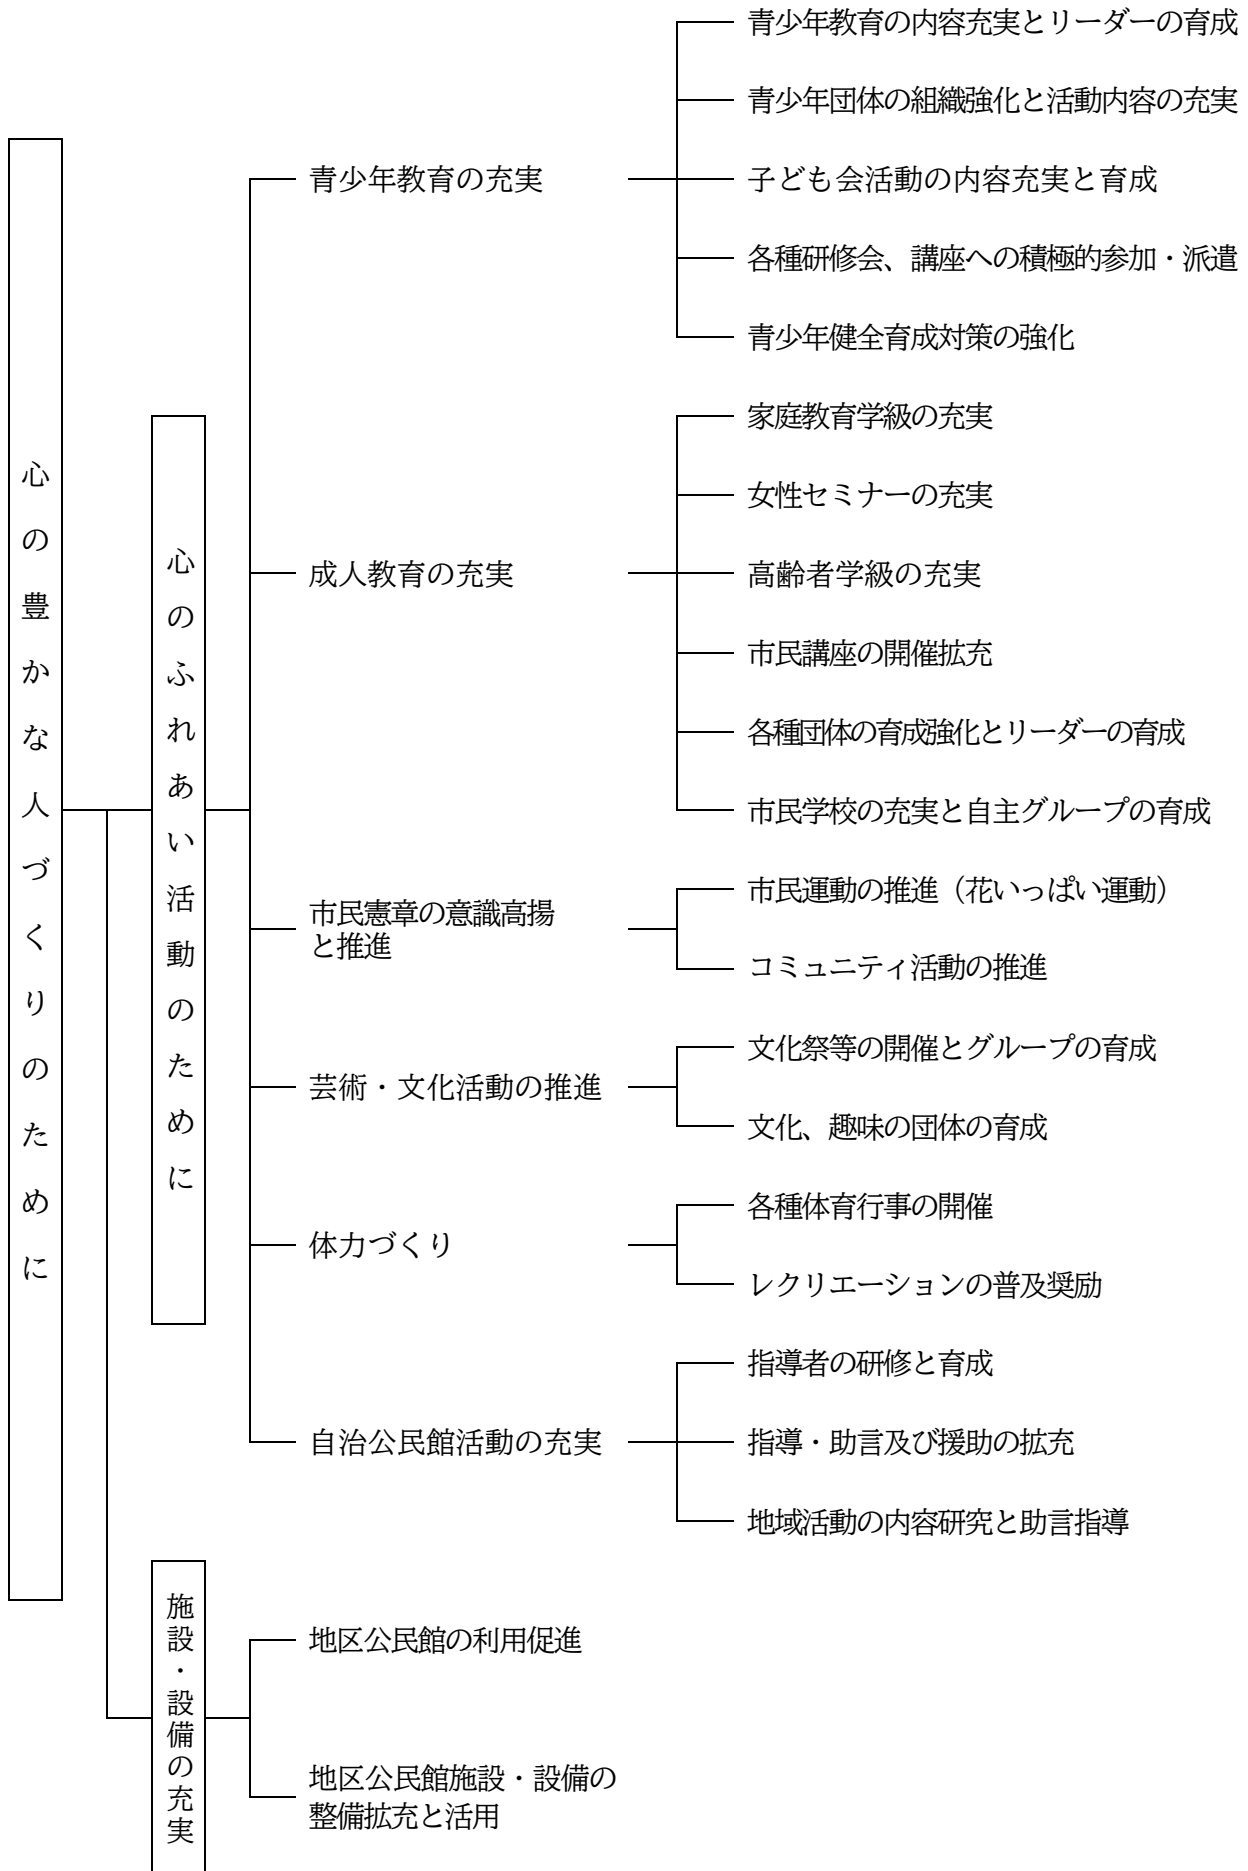 心の豊かな人づくりのために
心のふれあい活動のために
青少年教育の充実
青少年教育の内容充実とリーダーの育成
青少年団体の組織強化と活動内容の充実
子ども会活動の内容充実と育成
各種研修会、講座への積極的参加・派遣
青少年健全育成対策の強化
成人教育の充実
家庭教育学級の充実
女性セミナーの充実
高齢者学級の充実
市民講座の開催拡充
各種団体の育成強化とリーダーの育成
市民学校の充実と自主グループの育成
市民憲章の意識高揚
と推進
市民運動の推進（花いっぱい運動）
コミュニティ活動の推進
芸術・文化活動の推進
文化祭等の開催とグループの育成
文化、趣味の団体の育成
体力づくり
各種体育行事の開催
レクリエーションの普及奨励
自治公民館活動の充実
指導者の研修と育成
指導・助言及び援助の拡充
地域活動の内容研究と助言指導
施設・設備の充実
地区公民館の利用促進
地区公民館施設・設備の
整備拡充と活用